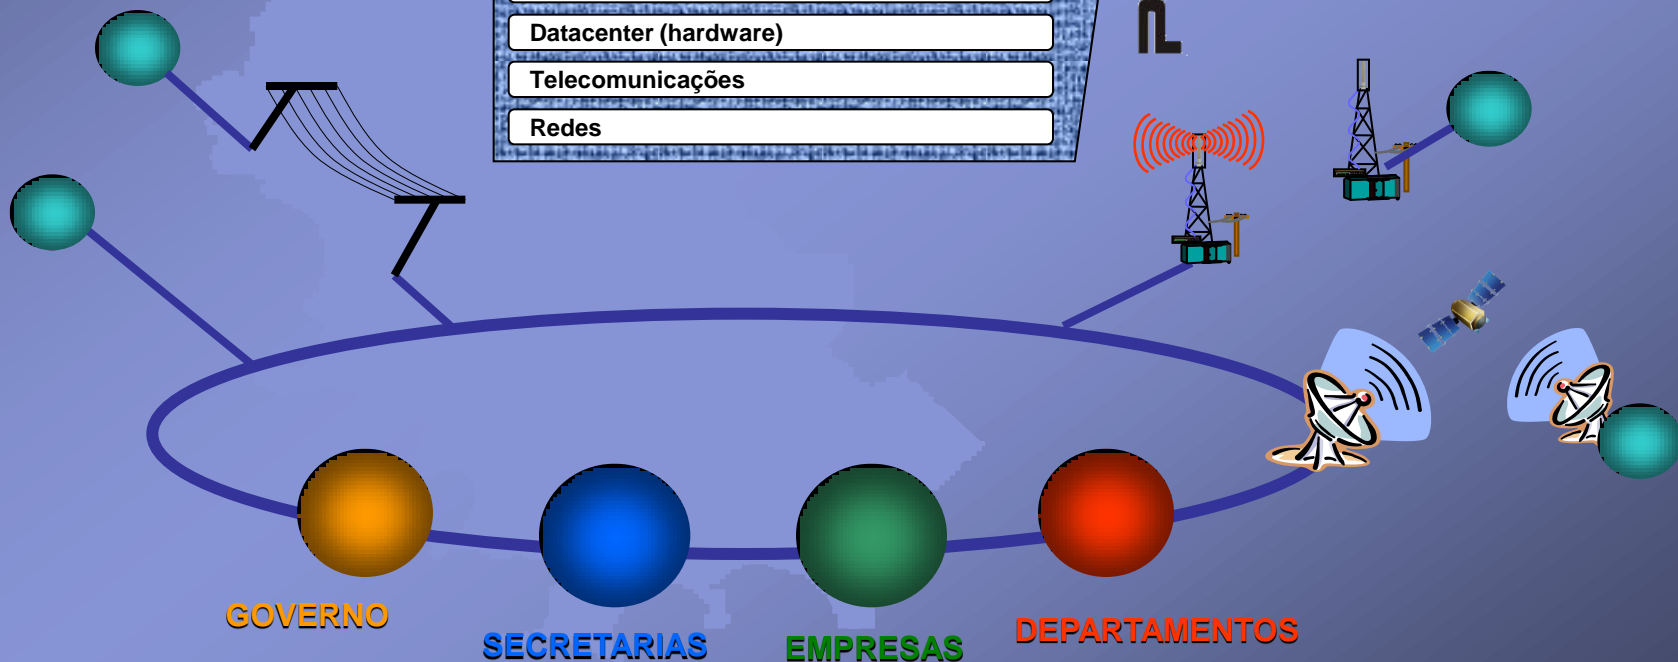 Datacenter (hardware)
Telecomunicações
Redes
GOVERNO
SECRETARIAS
EMPRESAS
DEPARTAMENTOS